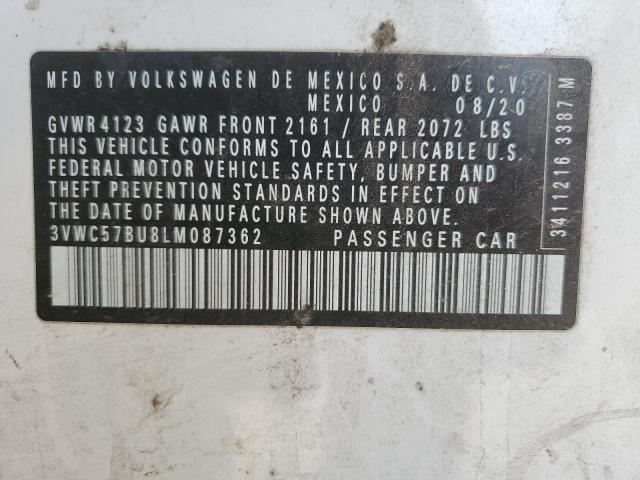 MFD BY VOLKSWAGEN DE MEXICO S.A. DE C.V.
MEXICO 08/20
GVWR 4123 GAWR FRONT 2161 / REAR 2072 LBS
THIS VEHICLE CONFORMS TO ALL APPLICABLE U.S.
FEDERAL MOTOR VEHICLE SAFETY, BUMPER AND
THEFT PREVENTION STANDARDS IN EFFECT ON
THE DATE OF MANUFACTURE SHOWN ABOVE.
3VWC57BU8LM087362 PASSENGER CAR
3411216 3387 M